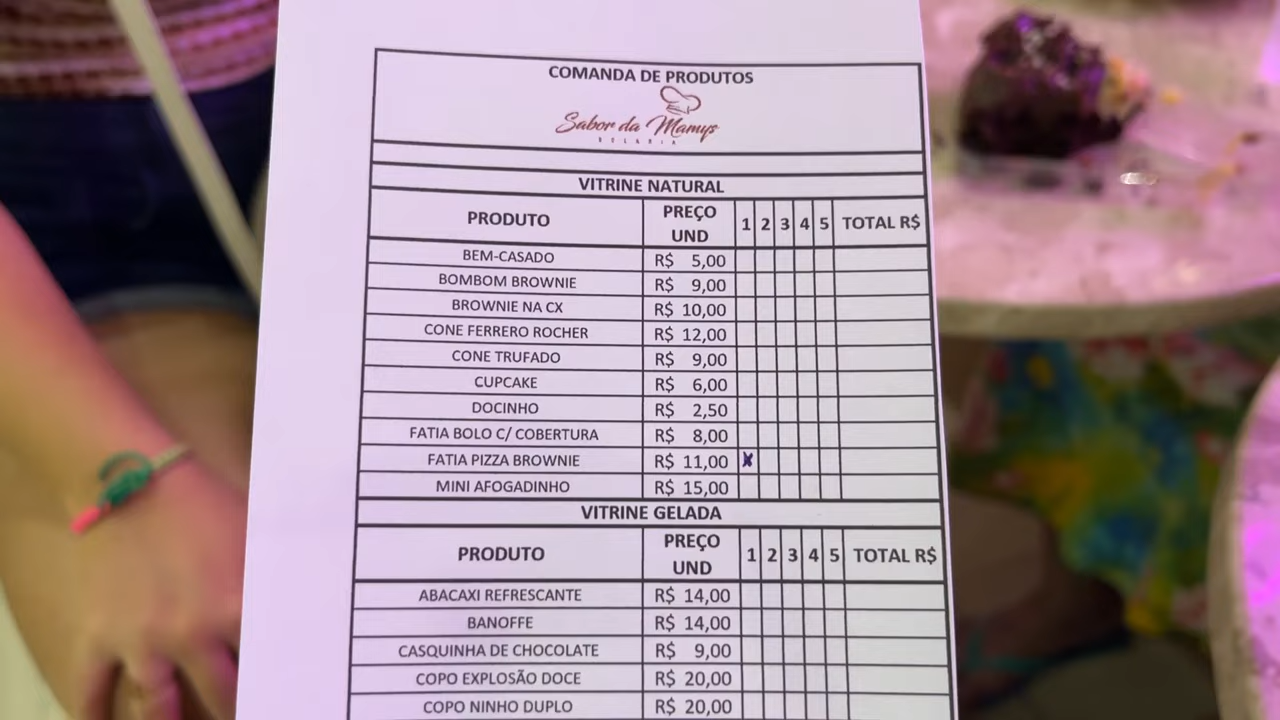 COMANDA DE PRODUTOS
Sabor da Mamys
VITRINE NATURAL
PRODUTO PREÇO UND 1 2 3 4 5 TOTAL R$
BEM-CASADO R$ 5,00
BOMBOM BROWNIE R$ 9,00
BROWNIE NA CX R$ 10,00
CONE FERRERO ROCHER R$ 12,00
CONE TRUFADO R$ 9,00
CUPCAKE R$ 6,00
DOCINHO R$ 2,50
FATIA BOLO C/ COBERTURA R$ 8,00
FATIA PIZZA BROWNIE R$ 11,00 X
MINI AFOGADINHO R$ 15,00
VITRINE GELADA
PRODUTO PREÇO UND 1 2 3 4 5 TOTAL R$
ABACAXI REFRESCANTE R$ 14,00
BANOFFE R$ 14,00
CASQUINHA DE CHOCOLATE R$ 9,00
COPO EXPLOSÃO DOCE R$ 20,00
COPO NINHO DUPLO R$ 20,00